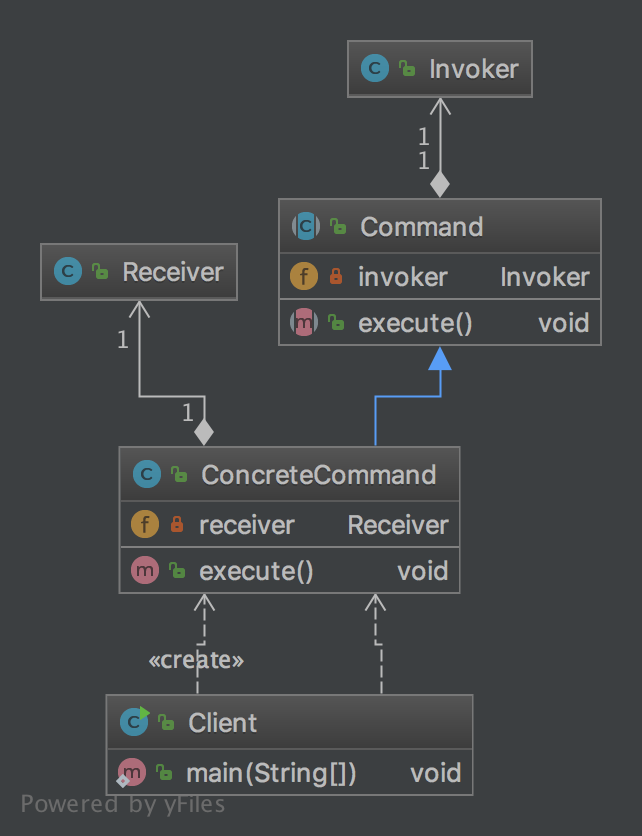 C Invoker
1
1
C Command
f invoker Invoker
m execute() void
C Receiver
1
1
C ConcreteCommand
f receiver Receiver
m execute() void
«create»
C Client
m main(String[]) void
Powered by yFiles